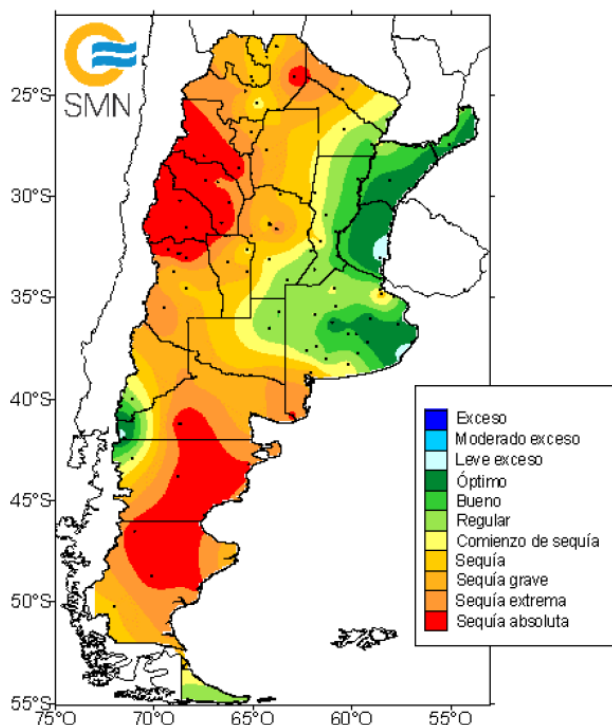 SMN
25°S
30°S
35°S
40°S
45°S
50°S
55°S
75°O
70°O
65°O
60°O
55°O
Exceso
Moderado exceso
Leve exceso
Óptimo
Bueno
Regular
Comienzo de sequía
Sequía
Sequía grave
Sequía extrema
Sequía absoluta